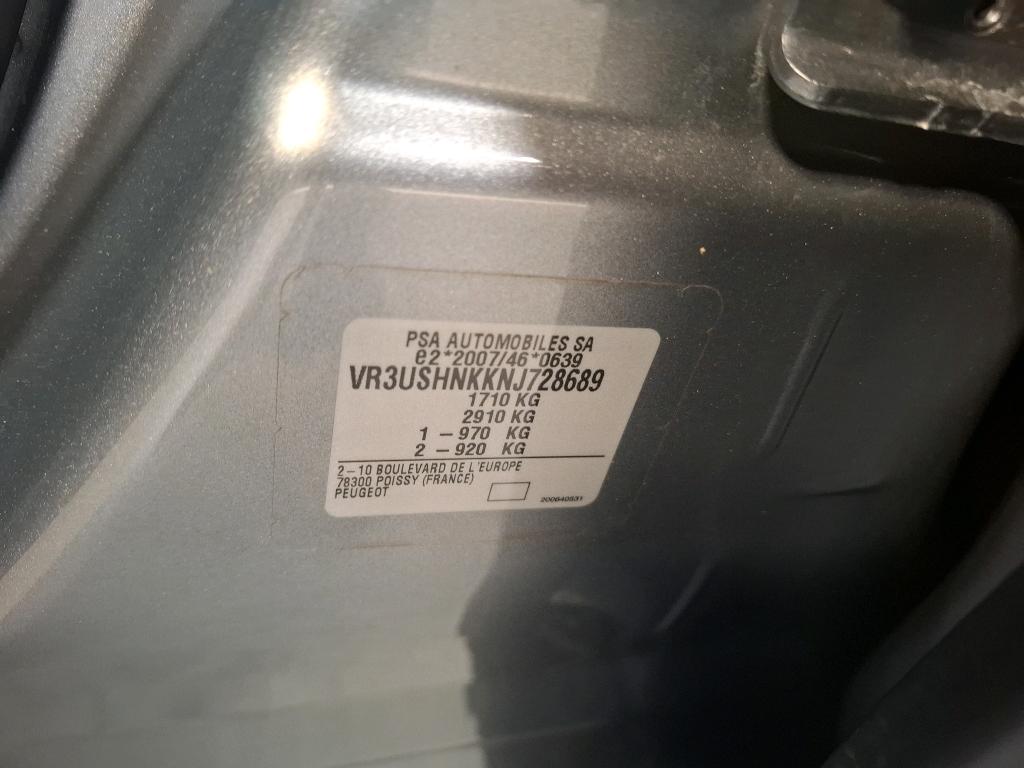 PSA AUTOMOBILES SA
e2*2007/46*0639
VR3USHNKKNJ728689
1710 KG
2910 KG
1 – 970 KG
2 – 920 KG
2–10 BOULEVARD DE L'EUROPE
78300 POISSY (FRANCE)
PEUGEOT
200640531